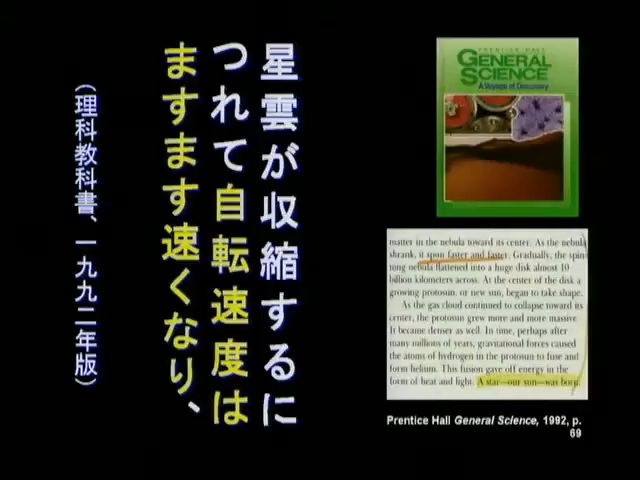 星雲が収縮するに
つれて自転速度は
ますます速くなり、
（理科教科書、一九九二年版）
PRENTICE HALL
GENERAL
SCIENCE
A Voyage of Discovery
matter in the nebula toward its center. As the nebula
shrank, it spun faster and faster. Gradually, the spin-
ning nebula flattened into a huge disk almost 10
billion kilometers across. At the center of the disk a
growing protosun, or new sun, began to take shape.
As the gas cloud continued to collapse toward its
center, the protosun grew more and more massive.
It became denser as well. In time, perhaps after
many millions of years, gravitational forces caused
the atoms of hydrogen in the protosun to fuse and
form helium. This fusion gave off energy in the
form of heat and light. A star—our sun—was born.
Prentice Hall General Science, 1992, p.
69